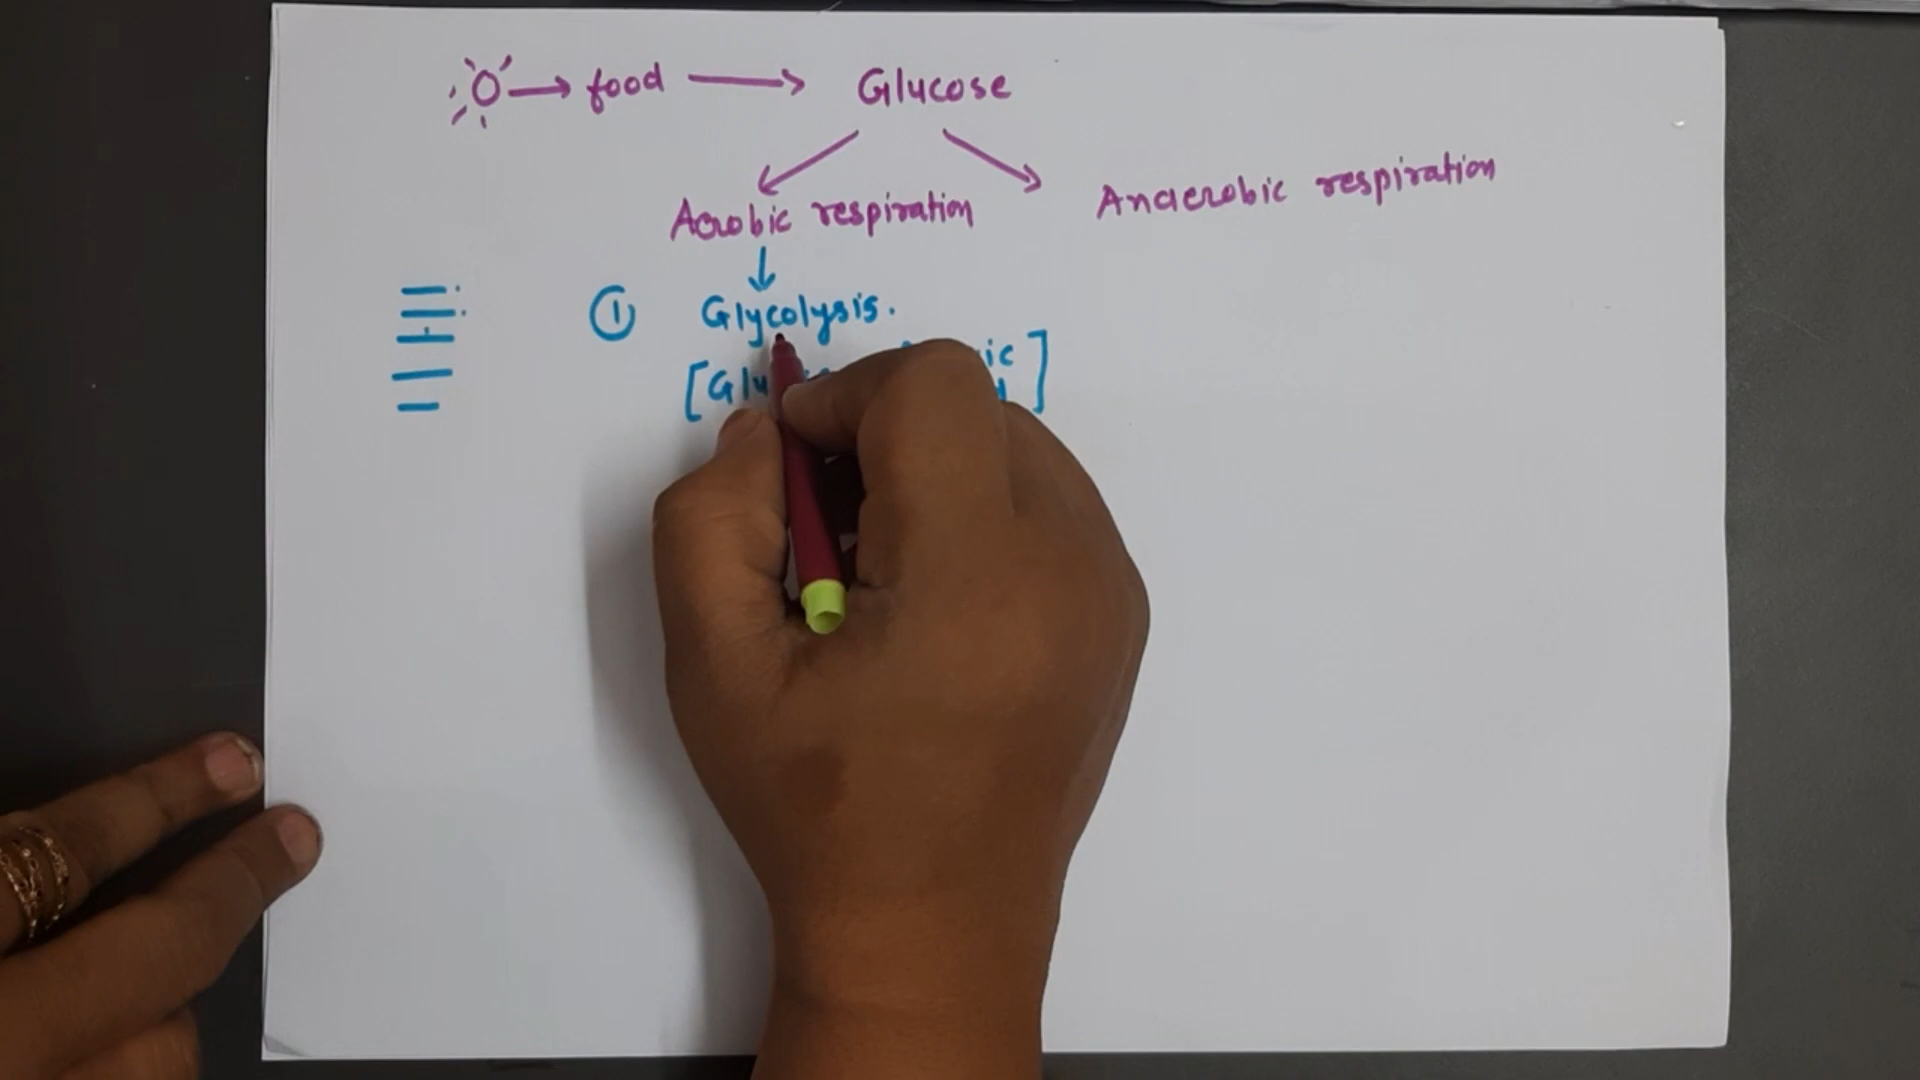 food Glucose
Aerobic respiration Anaerobic respiration
① Glycolysis.